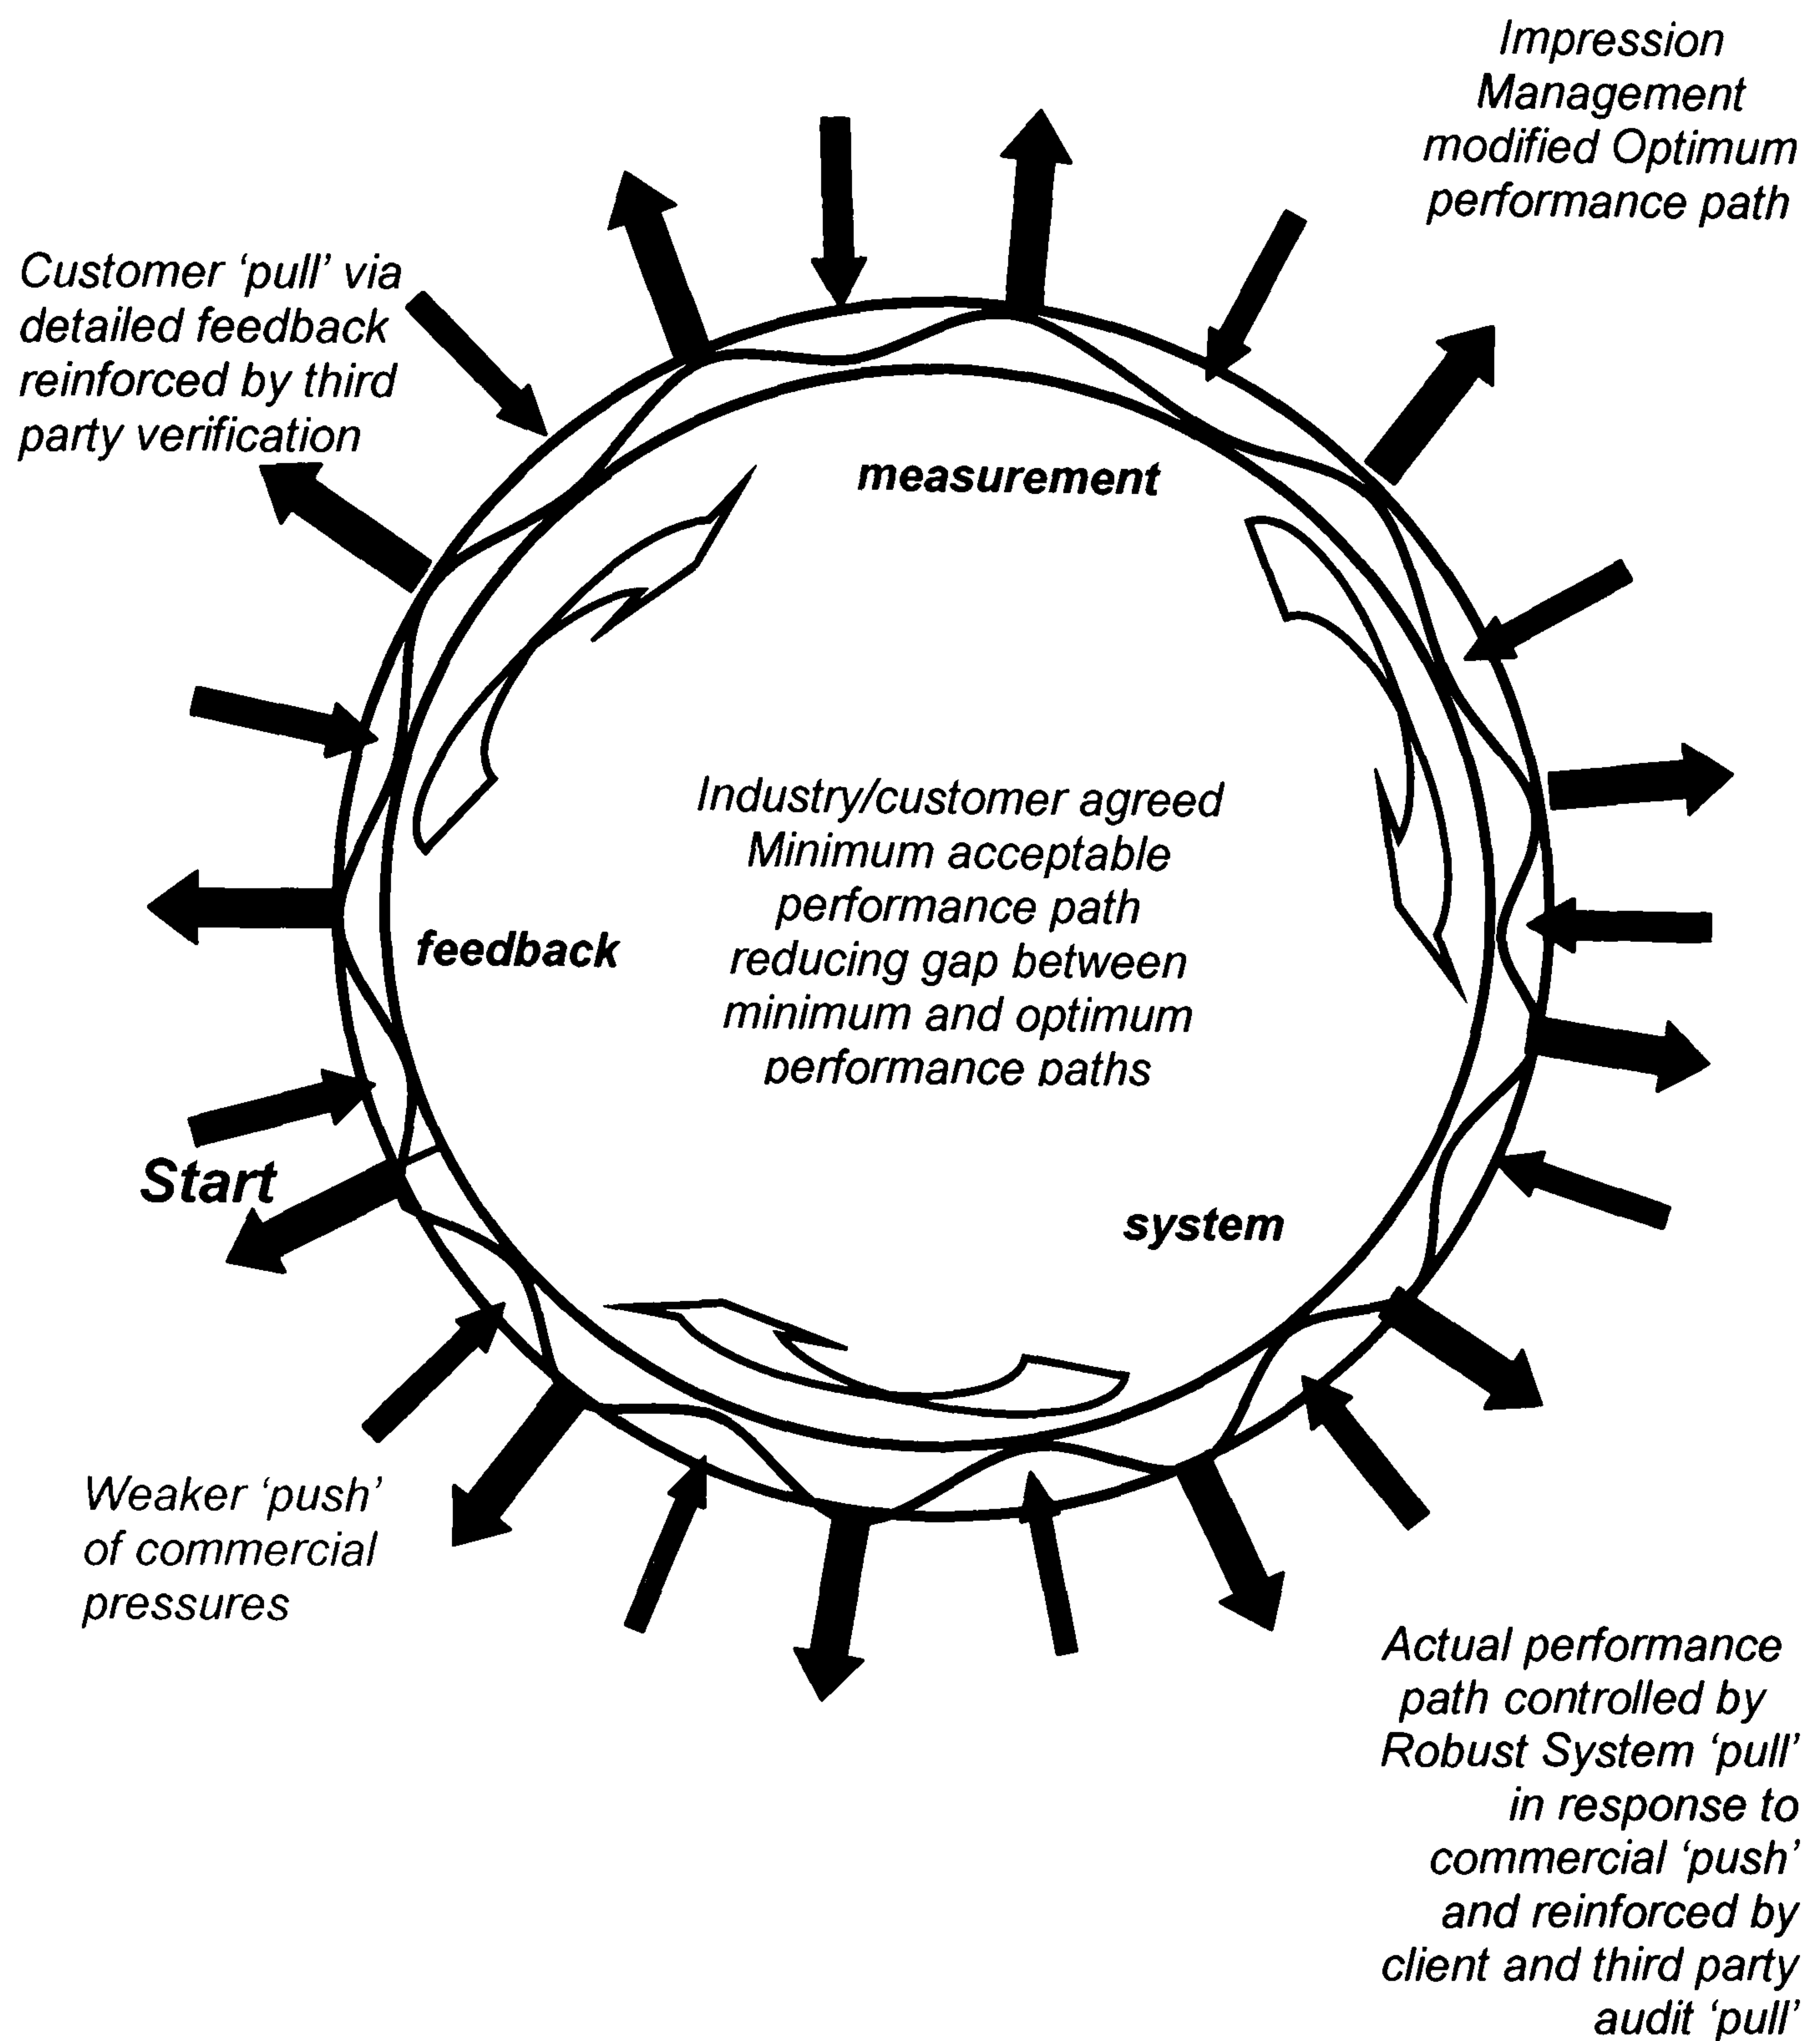 Impression
Management
modified Optimum
performance path
Customer ‘pull’ via
detailed feedback
reinforced by third
party verification
measurement
Industry/customer agreed
Minimum acceptable
performance path
reducing gap between
minimum and optimum
performance paths
feedback
Start
system
Weaker ‘push’
of commercial
pressures
Actual performance
path controlled by
Robust System ‘pull’
in response to
commercial ‘push’
and reinforced by
client and third party
audit ‘pull’